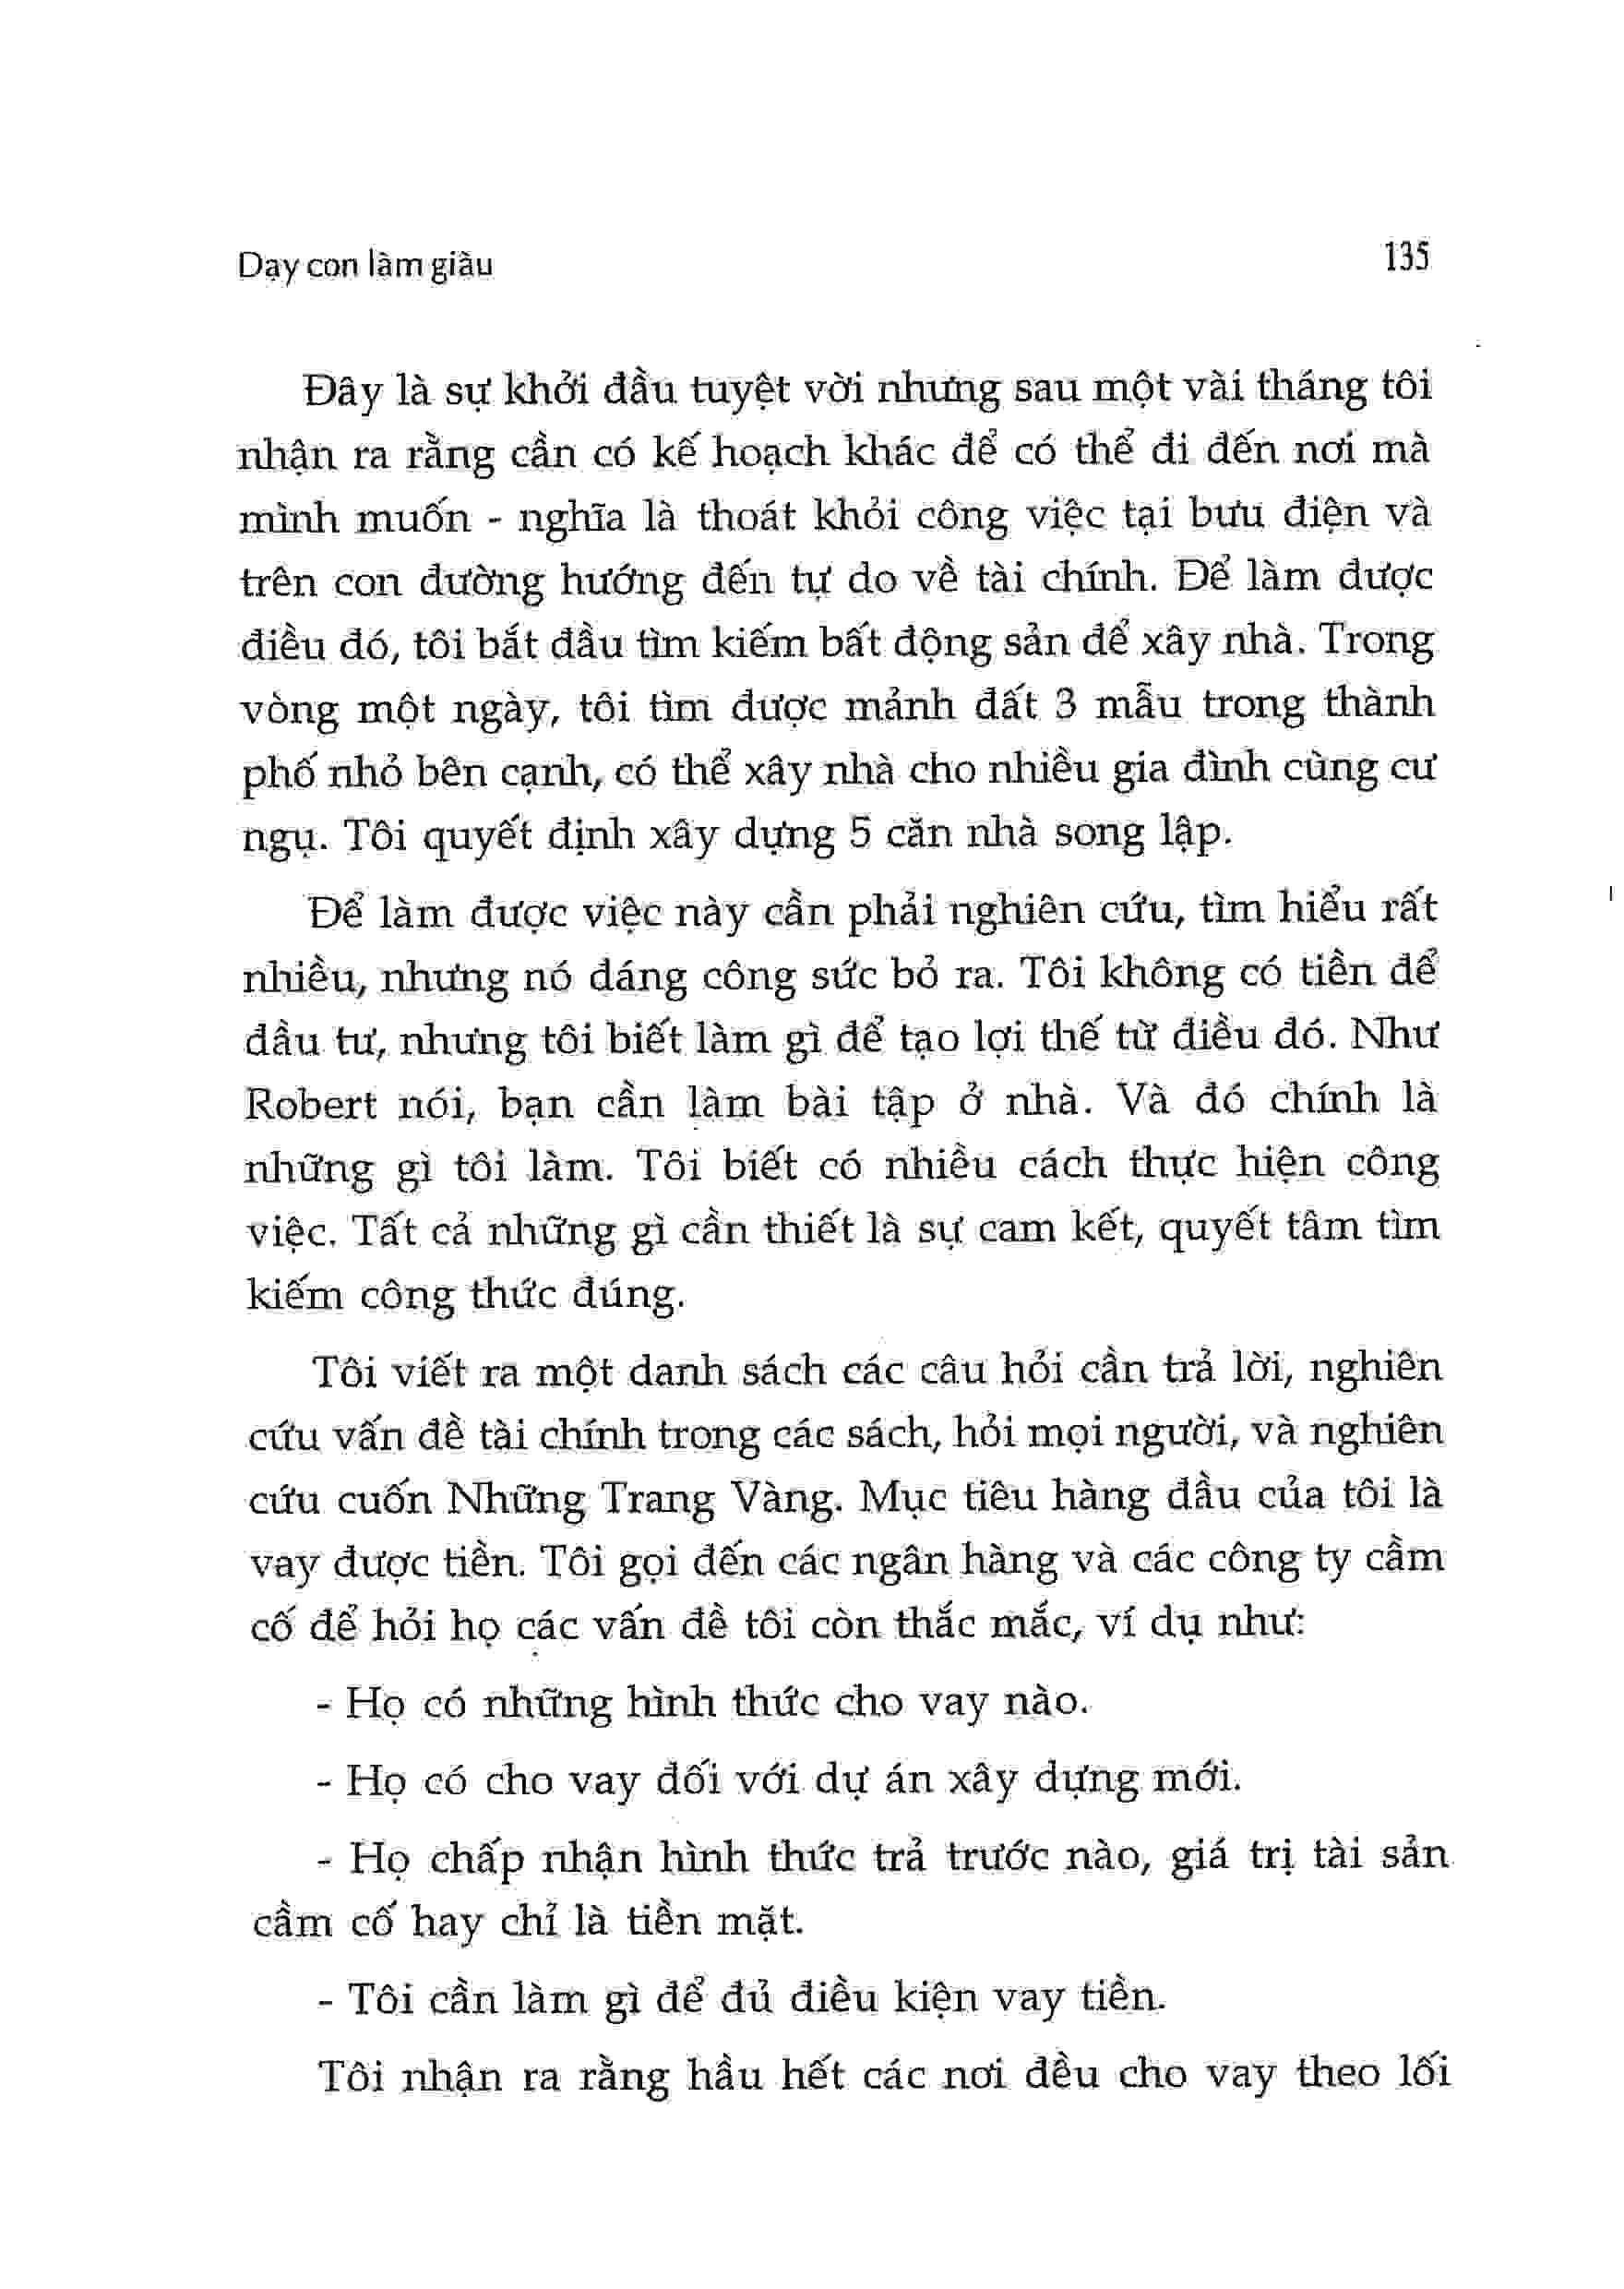 Dạy con làm giàu
135
Đây là sự khởi đầu tuyệt vời nhưng sau một vài tháng tôi
nhận ra rằng cần có kế hoạch khác để có thể đi đến nơi mà
mình muốn - nghĩa là thoát khỏi công việc tại bưu điện và
trên con đường hướng đến tự do về tài chính. Để làm được
điều đó, tôi bắt đầu tìm kiếm bất động sản để xây nhà. Trong
vòng một ngày, tôi tìm được mảnh đất 3 mẫu trong thành
phố nhỏ bên cạnh, có thể xây nhà cho nhiều gia đình cùng cư
ngụ. Tôi quyết định xây dựng 5 căn nhà song lập.
Để làm được việc này cần phải nghiên cứu, tìm hiểu rất
nhiều, nhưng nó đáng công sức bỏ ra. Tôi không có tiền để
đầu tư, nhưng tôi biết làm gì để tạo lợi thế từ điều đó. Như
Robert nói, bạn cần làm bài tập ở nhà. Và đó chính là
những gì tôi làm. Tôi biết có nhiều cách thực hiện công
việc. Tất cả những gì cần thiết là sự cam kết, quyết tâm tìm
kiếm công thức đúng.
Tôi viết ra một danh sách các câu hỏi cần trả lời, nghiên
cứu vấn đề tài chính trong các sách, hỏi mọi người, và nghiên
cứu cuốn Những Trang Vàng. Mục tiêu hàng đầu của tôi là
vay được tiền. Tôi gọi đến các ngân hàng và các công ty cầm
cố để hỏi họ các vấn đề tôi còn thắc mắc, ví dụ như:
- Họ có những hình thức cho vay nào.
- Họ có cho vay đối với dự án xây dựng mới.
- Họ chấp nhận hình thức trả trước nào, giá trị tài sản
cầm cố hay chỉ là tiền mặt.
- Tôi cần làm gì để đủ điều kiện vay tiền.
Tôi nhận ra rằng hầu hết các nơi đều cho vay theo lối